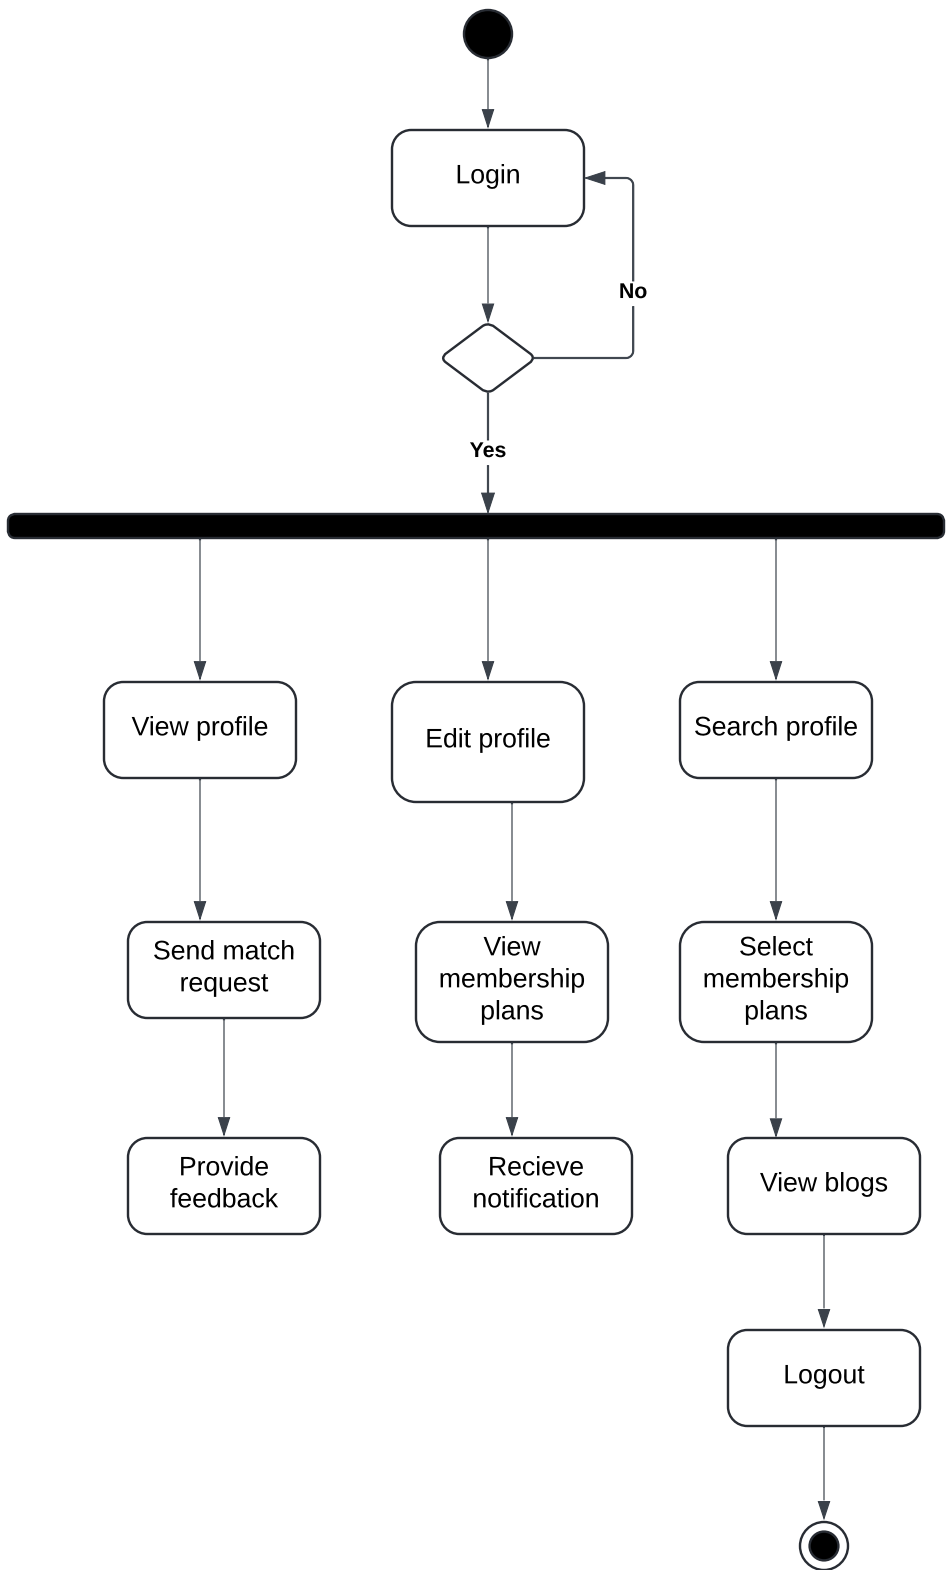 Login
No
Yes
View profile
Edit profile
Search profile
Send match
request
View
membership
plans
Select
membership
plans
Provide
feedback
Recieve
notification
View blogs
Logout